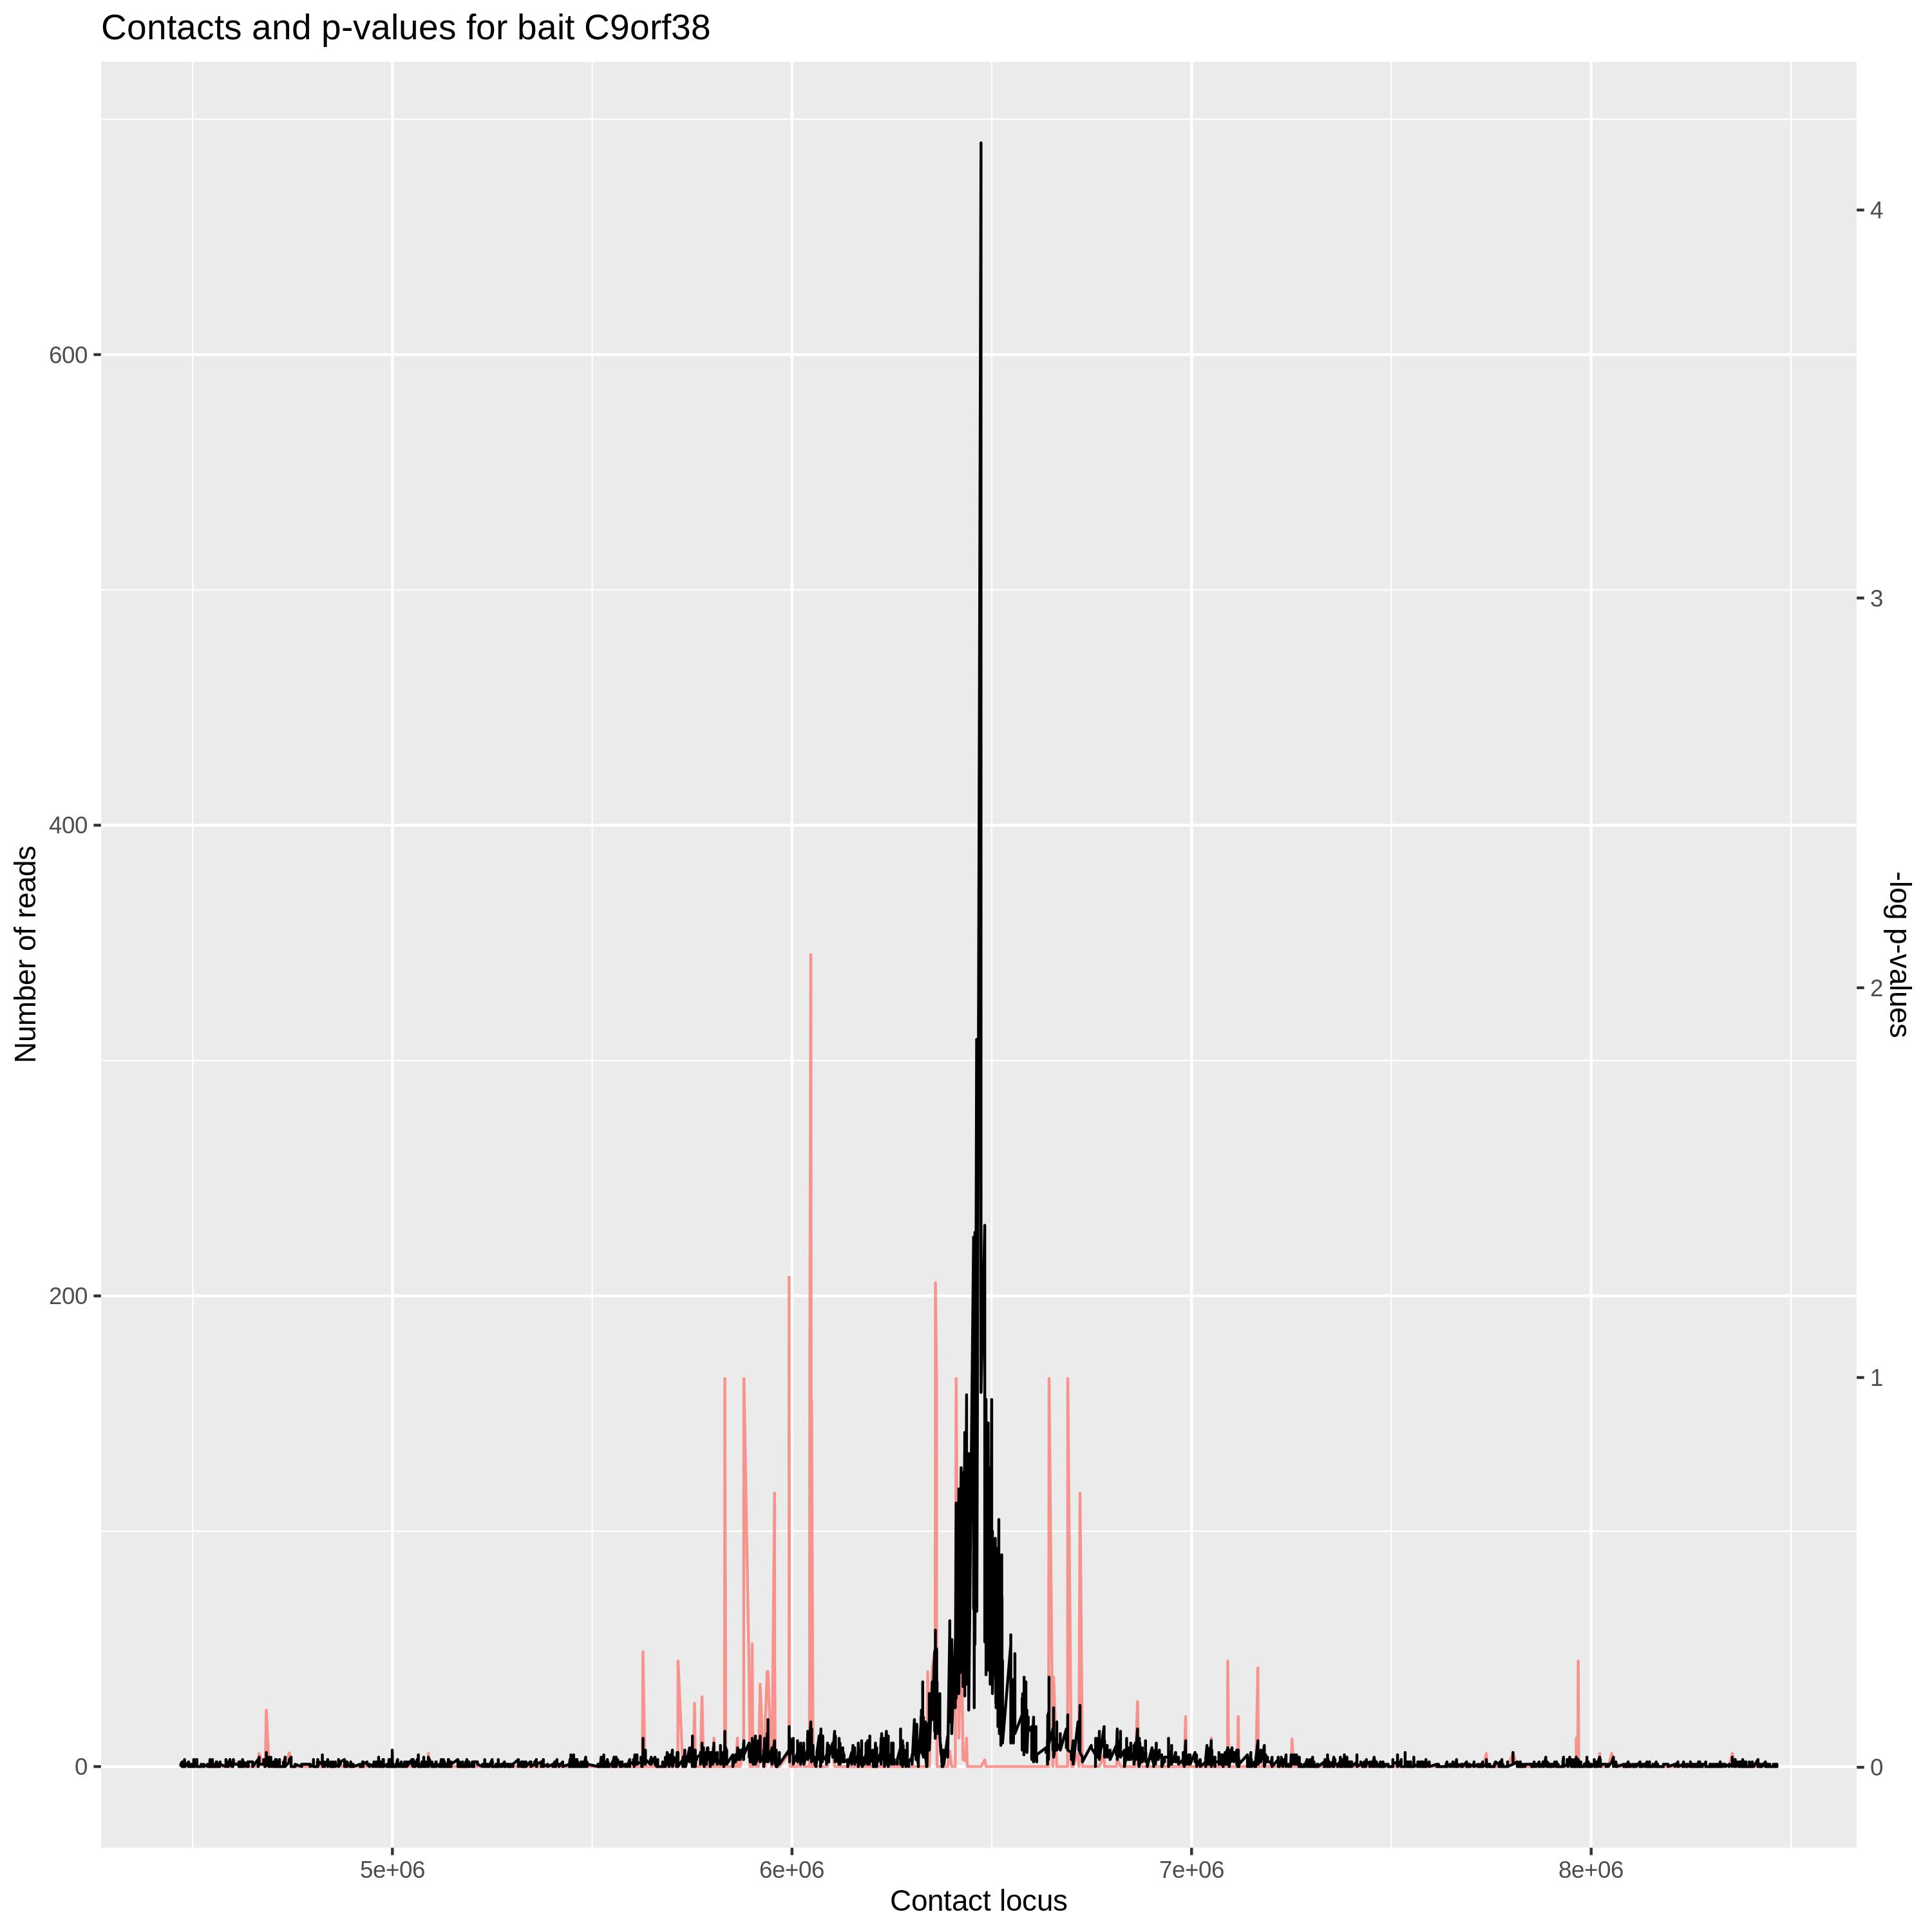 Contacts and p-values for bait C9orf38
Number of reads
600
400
200
0
4
3
2
1
0
-log p-values
5e+06 6e+06 7e+06 8e+06
Contact locus